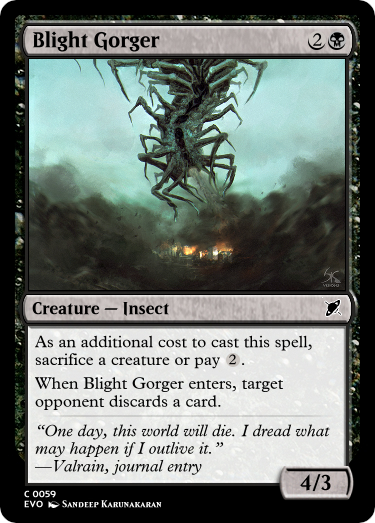 Blight Gorger 2
Creature — Insect
As an additional cost to cast this spell,
sacrifice a creature or pay 2.
When Blight Gorger enters, target
opponent discards a card.
“One day, this world will die. I dread what
may happen if I outlive it.”
—Valrain, journal entry
4/3
C 0059
EVO Sandeep Karunakaran